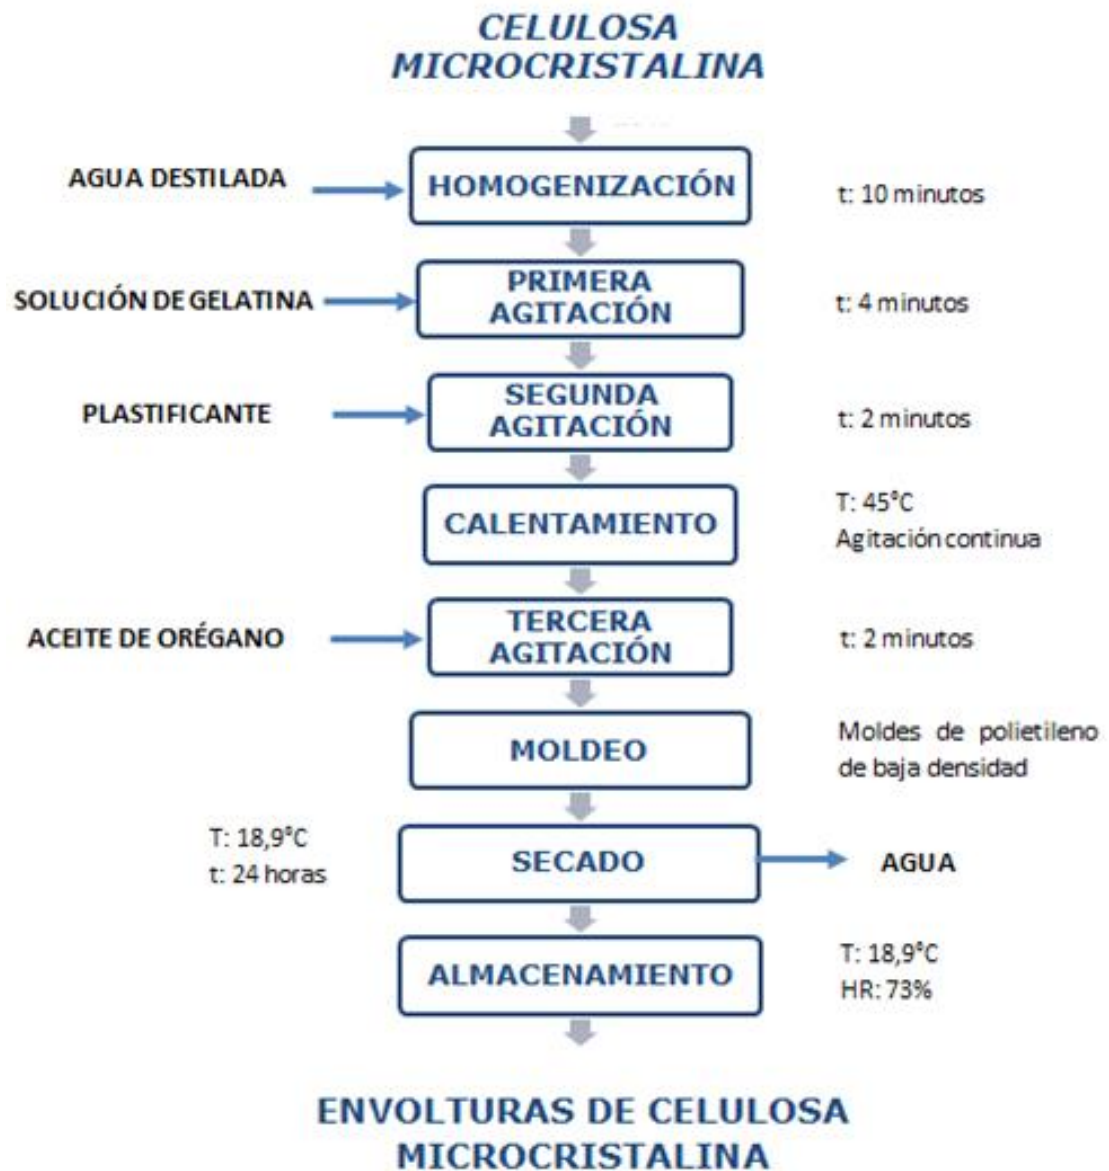 CELULOSA
MICROCRISTALINA
AGUA DESTILADA
HOMOGENIZACIÓN
t: 10 minutos
SOLUCIÓN DE GELATINA
PRIMERA
AGITACIÓN
t: 4 minutos
PLASTIFICANTE
SEGUNDA
AGITACIÓN
t: 2 minutos
CALENTAMIENTO
T: 45°C
Agitación continua
ACEITE DE ORÉGANO
TERCERA
AGITACIÓN
t: 2 minutos
MOLDEO
Moldes de polietileno
de baja densidad
T: 18,9°C
t: 24 horas
SECADO
AGUA
ALMACENAMIENTO
T: 18,9°C
HR: 73%
ENVOLTURAS DE CELULOSA
MICROCRISTALINA